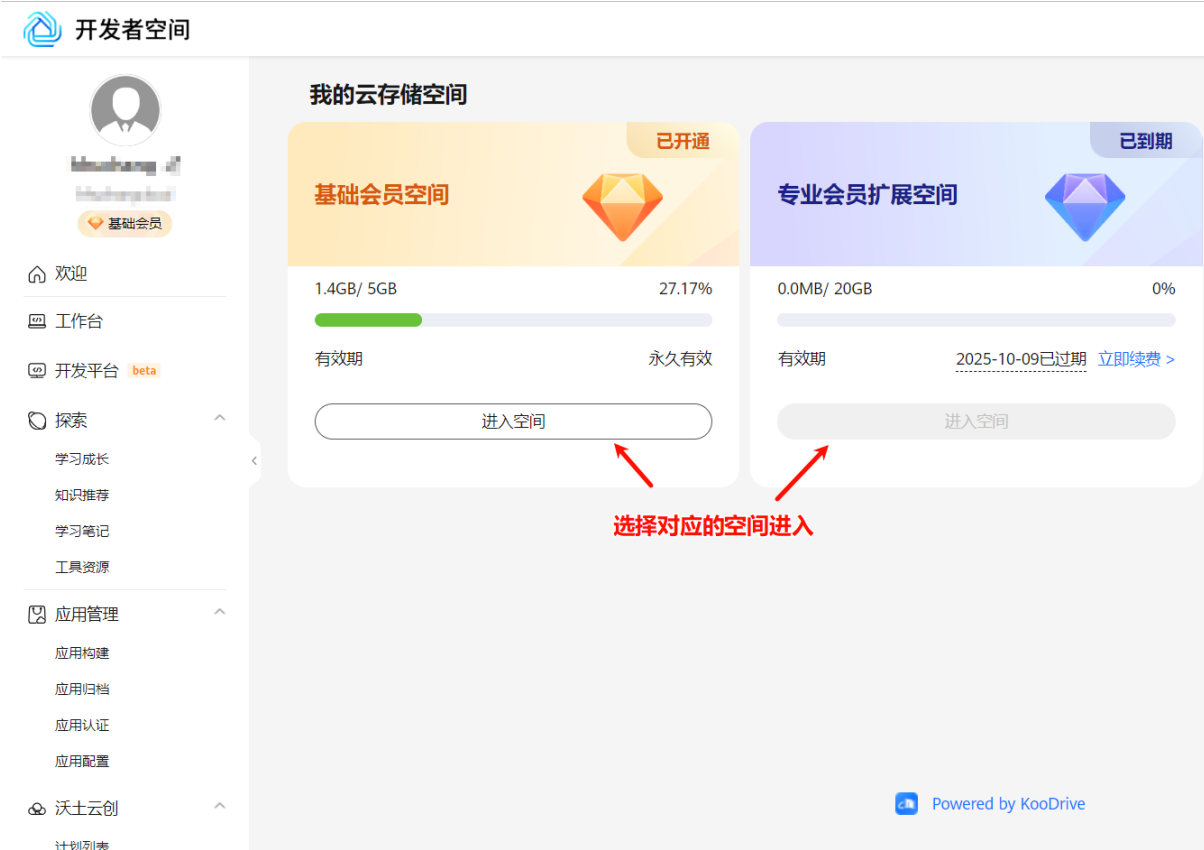 开发者空间
基础会员
欢迎
工作台
开发平台 beta
探索
学习成长
知识推荐
学习笔记
工具资源
应用管理
应用构建
应用归档
应用认证
应用配置
沃土云创
计划列表
我的云存储空间
已开通
基础会员空间
1.4GB/ 5GB 27.17%
有效期 永久有效
进入空间
已到期
专业会员扩展空间
0.0MB/ 20GB 0%
有效期 2025-10-09已过期 立即续费 >
进入空间
选择对应的空间进入
Powered by KooDrive